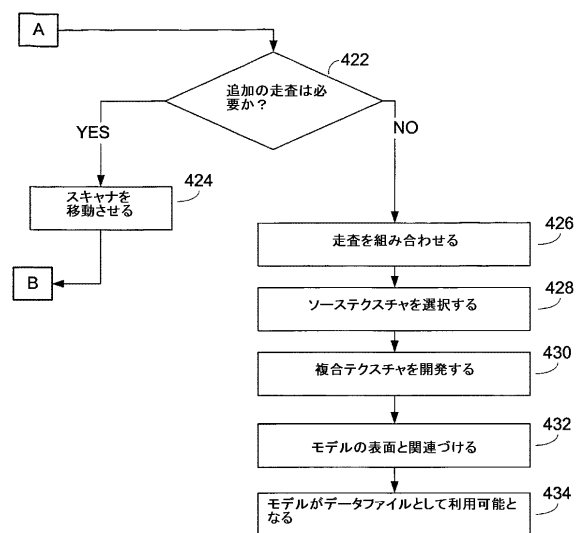 A
422
追加の走査は必
要か？
YES
NO
スキャナを
移動させる
424
B
走査を組み合わせる
426
ソーステクスチャを選択する
428
複合テクスチャを開発する
430
モデルの表面と関連づける
432
モデルがデータファイルとして利用可能と
なる
434